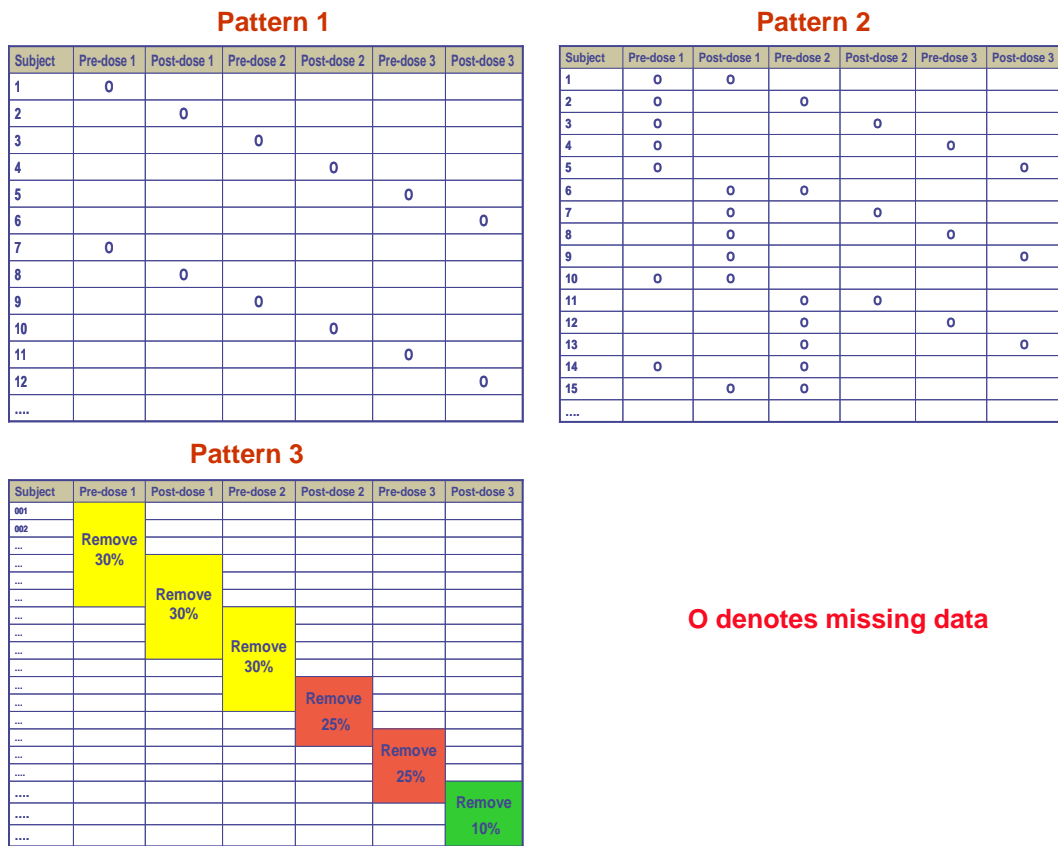 Pattern 1
Subject Pre-dose 1 Post-dose 1 Pre-dose 2 Post-dose 2 Pre-dose 3 Post-dose 3
1 O
2 O
3 O
4 O
5 O
6 O
7 O
8 O
9 O
10 O
11 O
12 O
....
Pattern 2
Subject Pre-dose 1 Post-dose 1 Pre-dose 2 Post-dose 2 Pre-dose 3 Post-dose 3
1 O O
2 O O
3 O O
4 O O
5 O O
6 O O
7 O O
8 O O
9 O O
10 O O
11 O O
12 O O
13 O O
14 O O
15 O O
....
Pattern 3
Subject Pre-dose 1 Post-dose 1 Pre-dose 2 Post-dose 2 Pre-dose 3 Post-dose 3
001
002
...
...
...
...
...
...
...
...
...
...
...
...
...
....
....
....
....
Remove
30%
Remove
30%
Remove
30%
Remove
25%
Remove
25%
Remove
10%
O denotes missing data